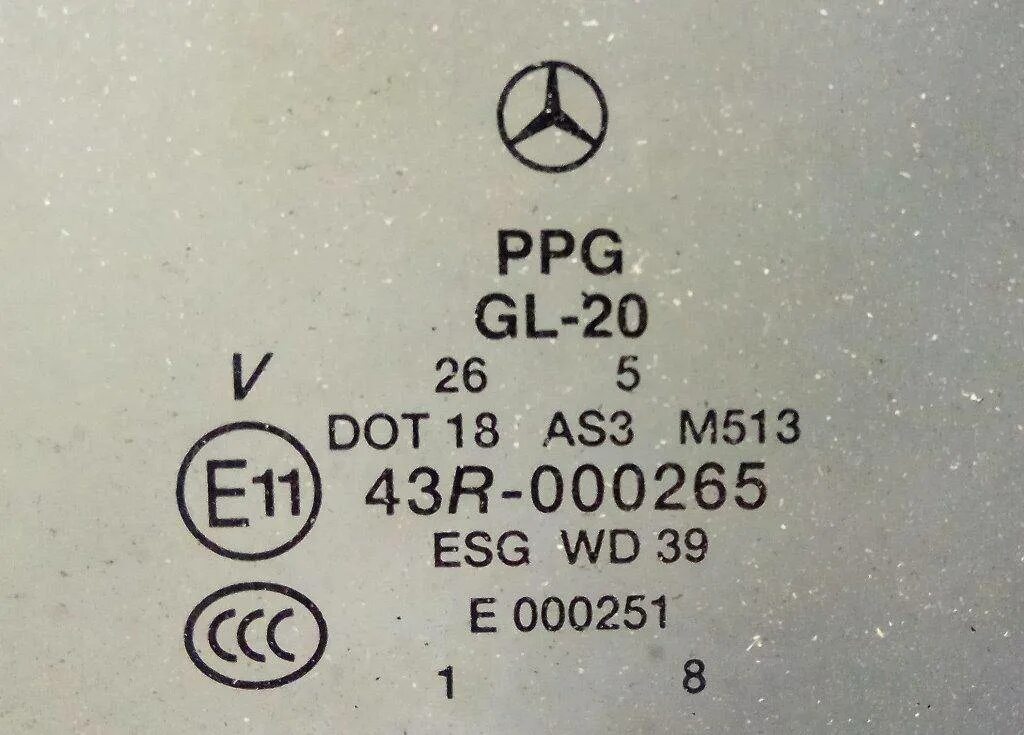 PPG
GL-20
V 26 5
DOT 18 AS3 M513
E11 43R-000265
ESG WD 39
CCC E 000251
1 8